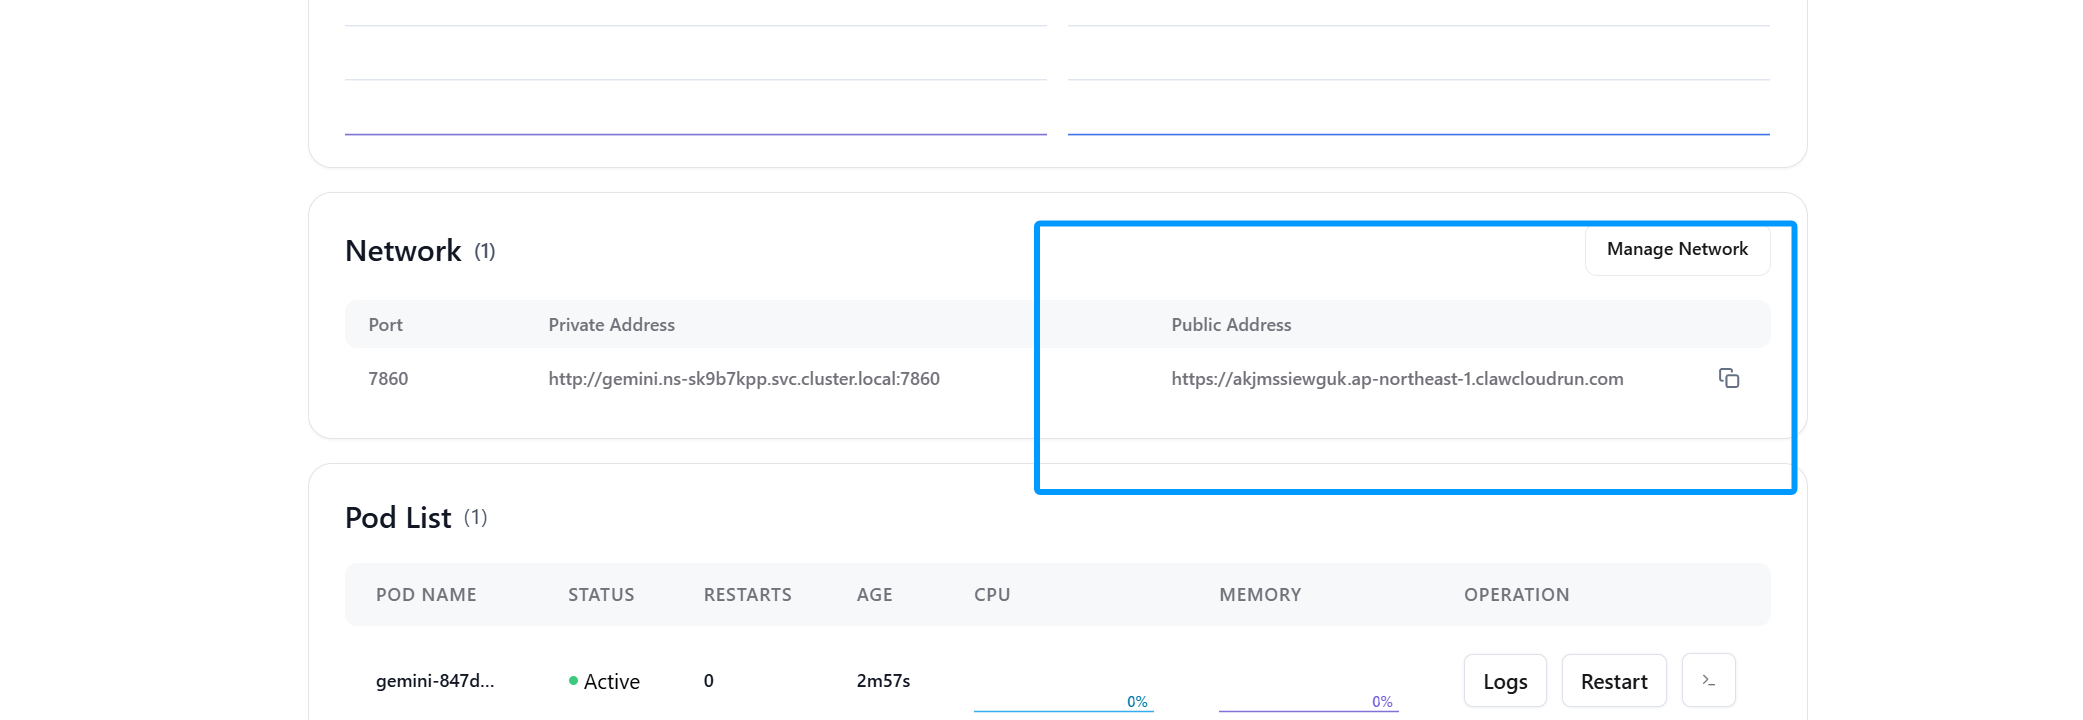 Network (1)
Manage Network
Port Private Address Public Address
7860 http://gemini.ns-sk9b7kpp.svc.cluster.local:7860 https://akjmssiewguk.ap-northeast-1.clawcloudrun.com
Pod List (1)
POD NAME STATUS RESTARTS AGE CPU MEMORY OPERATION
gemini-847d... Active 0 2m57s 0% 0% Logs Restart >_